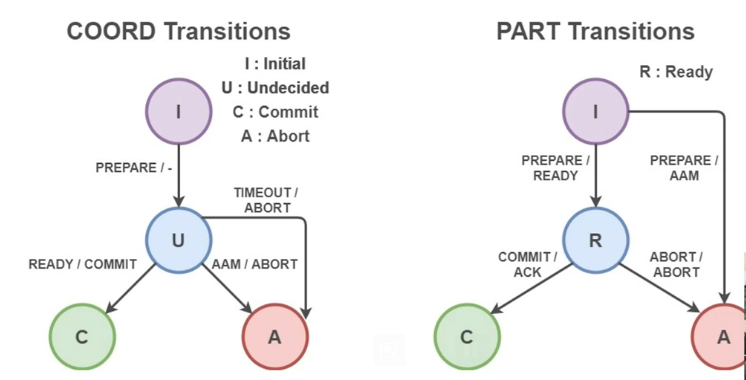 COORD Transitions
I : Initial
U : Undecided
C : Commit
A : Abort
I
PREPARE / -
TIMEOUT /
ABORT
U
READY / COMMIT
AAM / ABORT
C
A
PART Transitions
R : Ready
I
PREPARE /
READY
PREPARE /
AAM
R
COMMIT /
ACK
ABORT /
ABORT
C
A